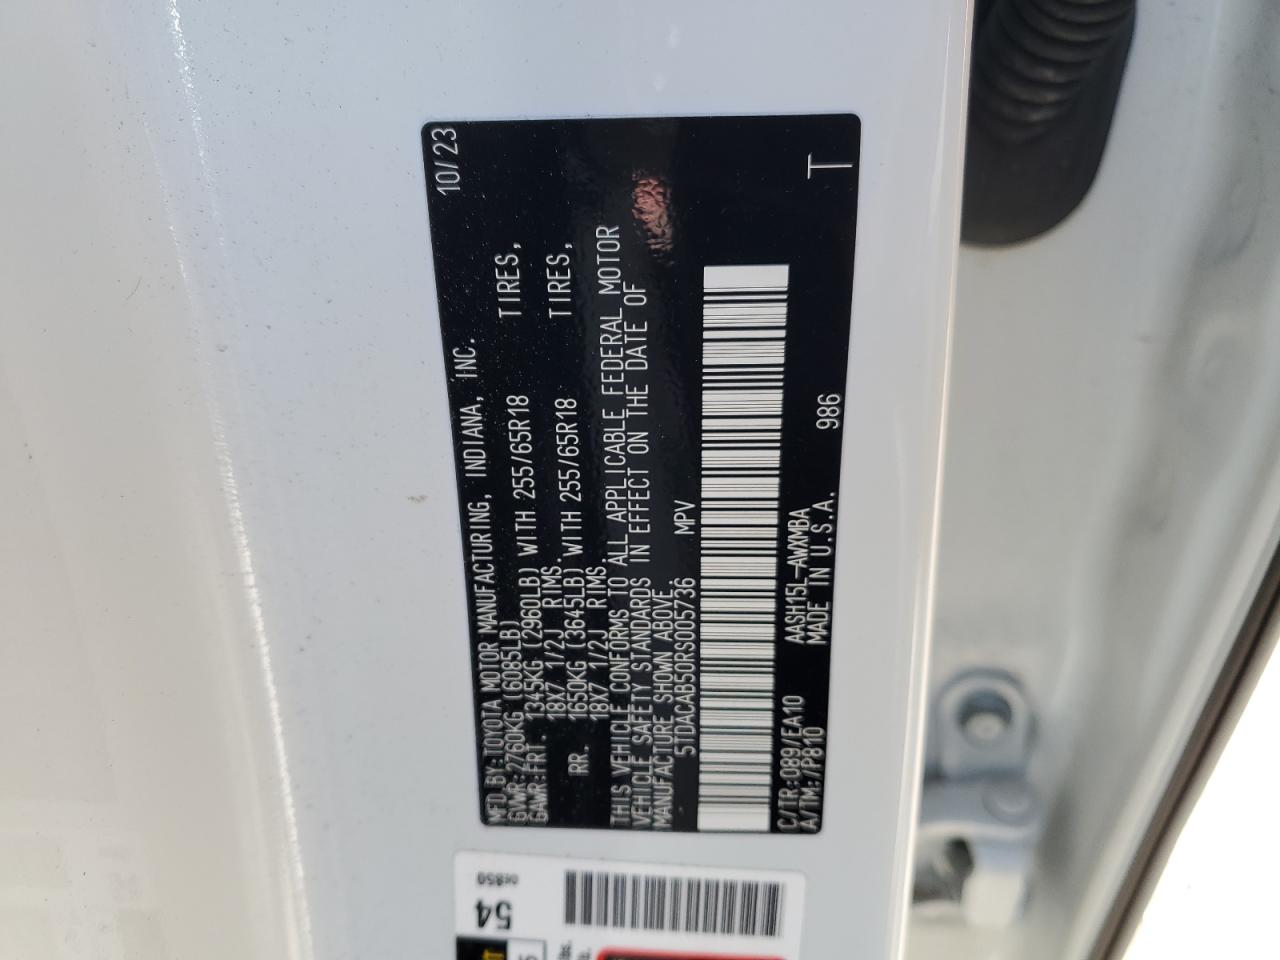 MFD.BY:TOYOTA MOTOR MANUFACTURING, INDIANA, INC. 10/23
GVWR:2760KG (6085LB)
GAWR:FRT. 1345KG (2960LB) WITH 255/65R18 TIRES,
18X7 1/2J RIMS.
RR. 1650KG (3645LB) WITH 255/65R18 TIRES,
18X7 1/2J RIMS.
THIS VEHICLE CONFORMS TO ALL APPLICABLE FEDERAL MOTOR
VEHICLE SAFETY STANDARDS IN EFFECT ON THE DATE OF
MANUFACTURE SHOWN ABOVE.
5TDACAB50RS005736 MPV
C/TR:089/EA10 AASH15L-AWXMBA 986 T
A/TM:/P810 MADE IN U.S.A.
54